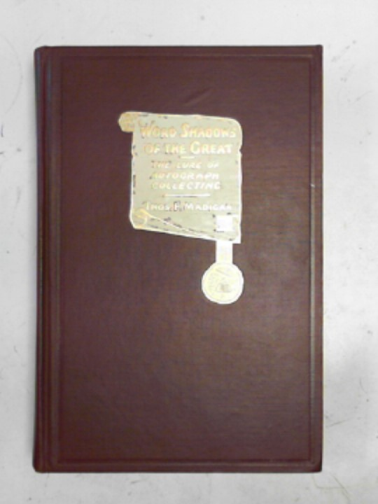 WORD SHADOWS
OF THE GREAT
THE LURE OF
AUTOGRAPH
COLLECTING
THOS. F. MADIGAN